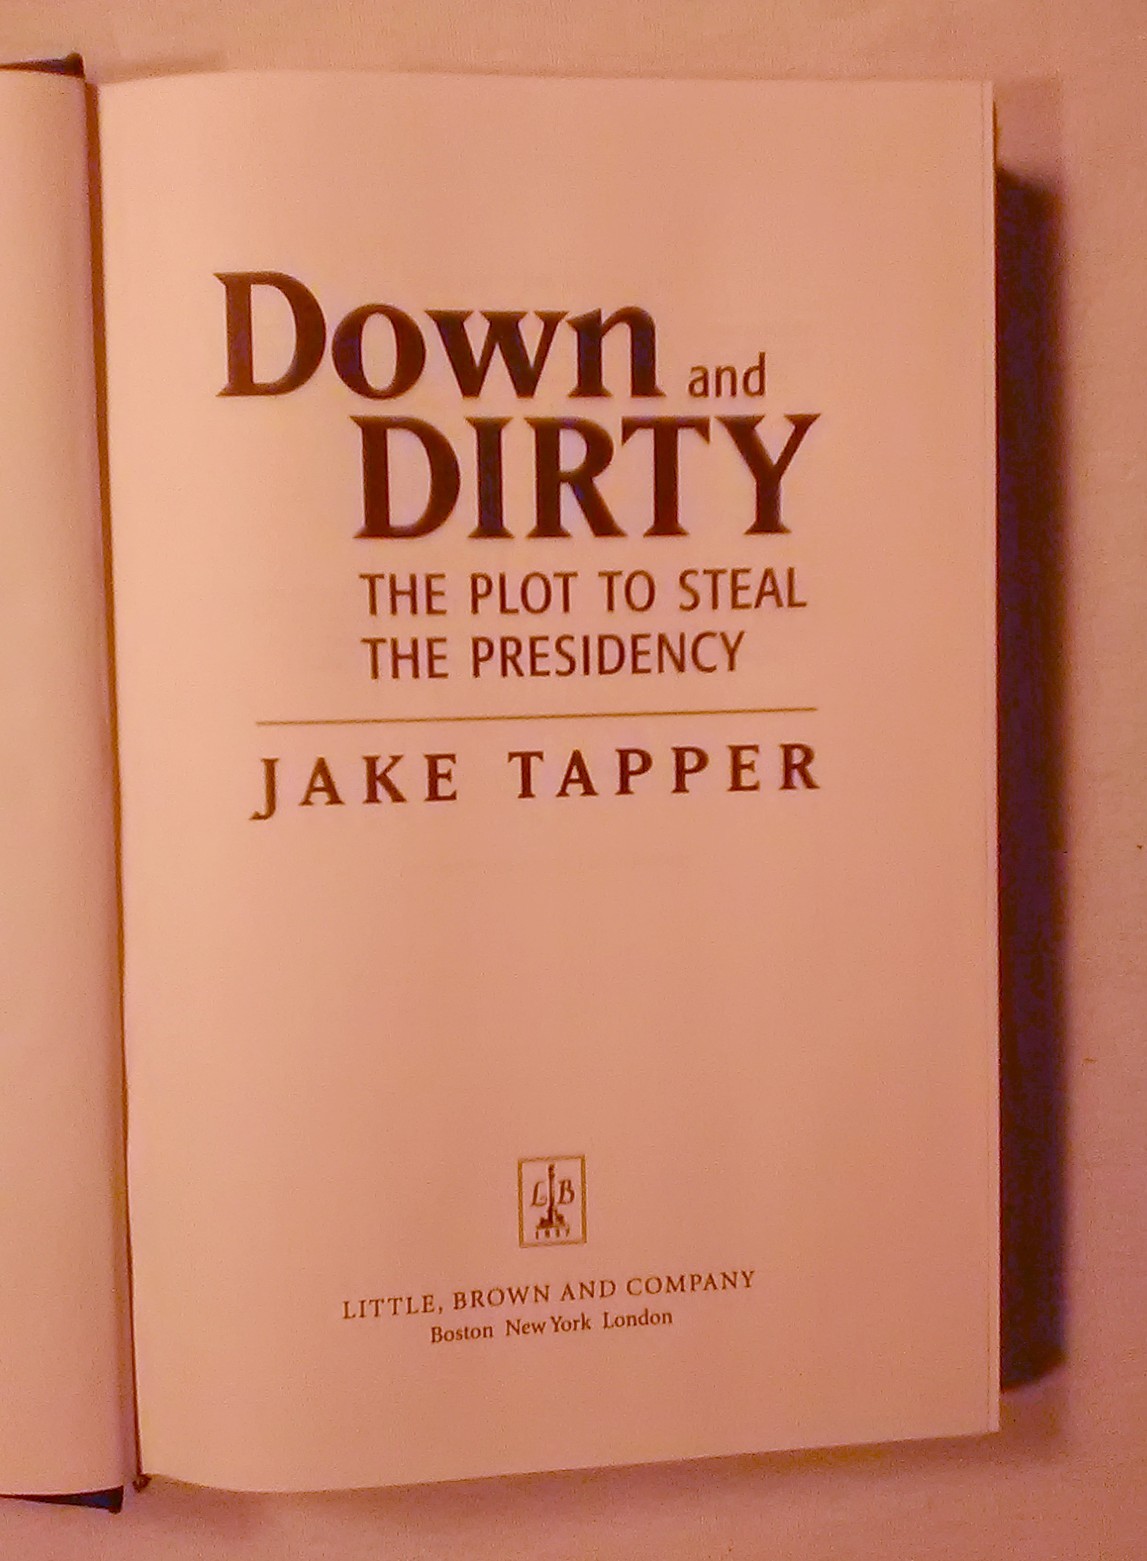 Down and
DIRTY
THE PLOT TO STEAL
THE PRESIDENCY
JAKE TAPPER
L B
1837
LITTLE, BROWN AND COMPANY
Boston New York London